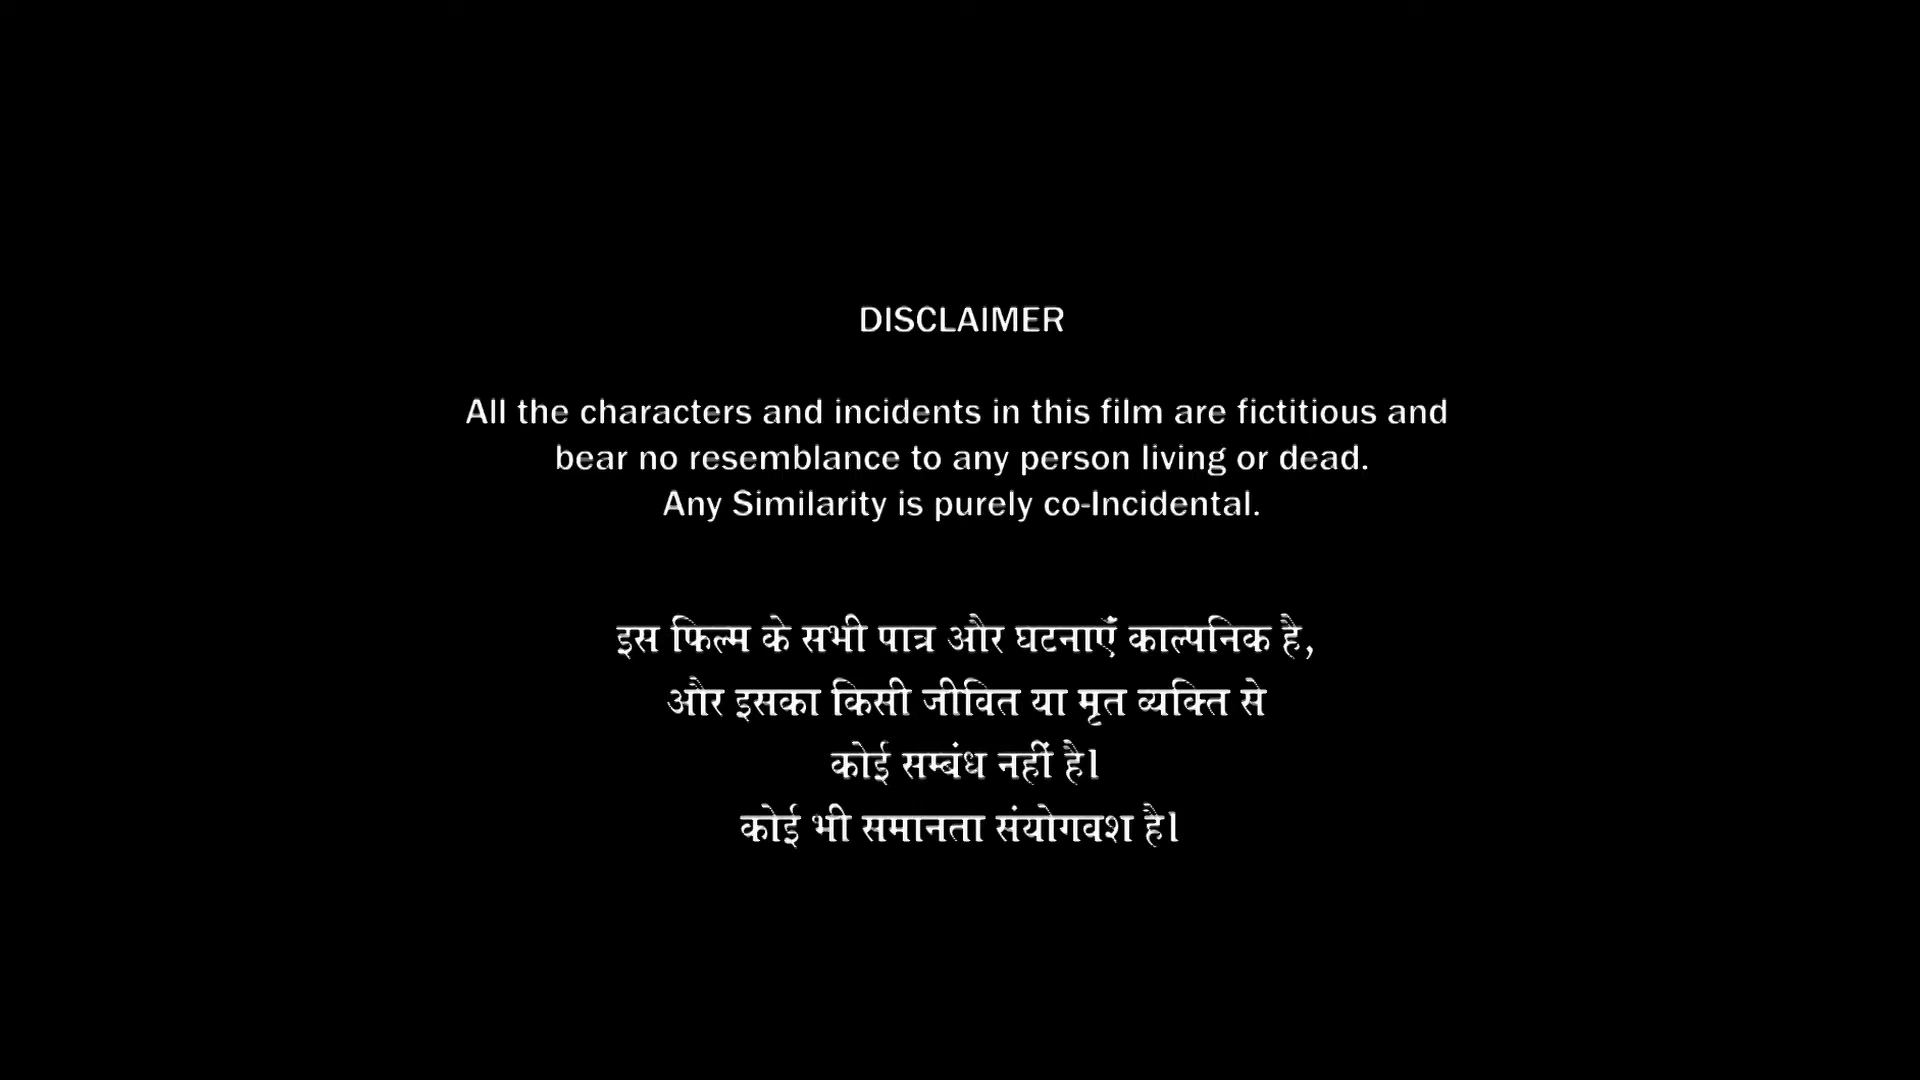 DISCLAIMER
All the characters and incidents in this film are fictitious and
bear no resemblance to any person living or dead.
Any Similarity is purely co-Incidental.
इस फिल्म के सभी पात्र और घटनाएँ काल्पनिक है,
और इसका किसी जीवित या मृत व्यक्ति से
कोई सम्बंध नहीं है।
कोई भी समानता संयोगवश है।